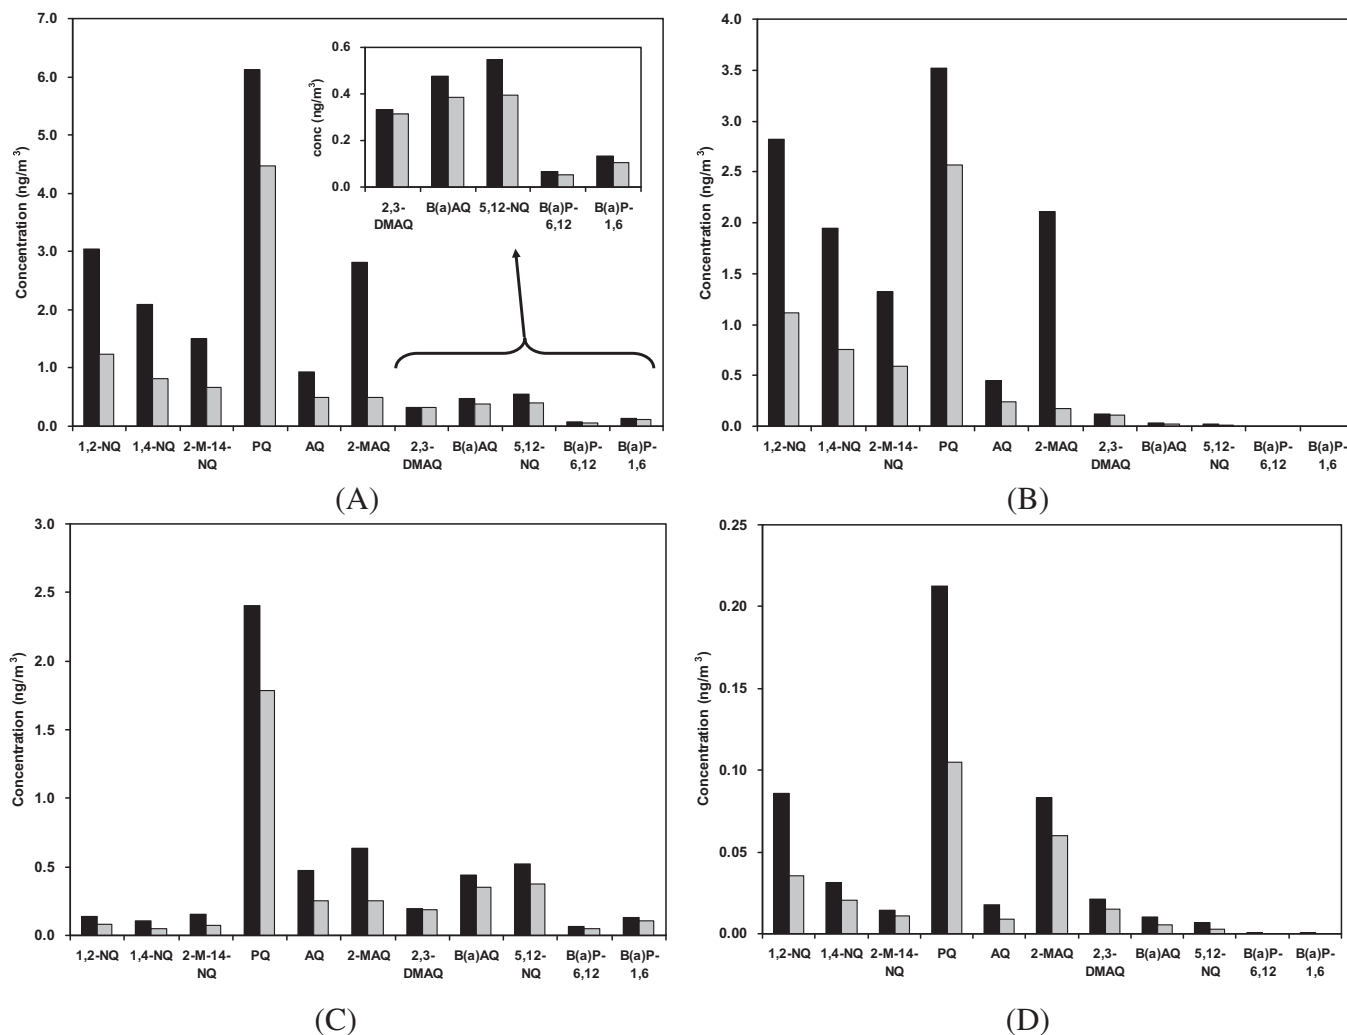 7.0
6.0
5.0
4.0
3.0
2.0
1.0
0.0
Concentration (ng/m³)
0.6
0.4
0.2
0.0
conc (ng/m³)
2,3-
DMAQ
B(a)AQ
5,12-NQ
B(a)P-
6,12
B(a)P-
1,6
1,2-NQ
1,4-NQ
2-M-14-
NQ
PQ
AQ
2-MAQ
2,3-
DMAQ
B(a)AQ
5,12-
NQ
B(a)P-
6,12
B(a)P-
1,6
(A)
4.0
3.5
3.0
2.5
2.0
1.5
1.0
0.5
0.0
Concentration (ng/m³)
1,2-NQ
1,4-NQ
2-M-14-
NQ
PQ
AQ
2-MAQ
2,3-
DMAQ
B(a)AQ
5,12-
NQ
B(a)P-
6,12
B(a)P-
1,6
(B)
3.0
2.5
2.0
1.5
1.0
0.5
0.0
Concentration (ng/m³)
1,2-NQ
1,4-NQ
2-M-14-
NQ
PQ
AQ
2-MAQ
2,3-
DMAQ
B(a)AQ
5,12-
NQ
B(a)P-
6,12
B(a)P-
1,6
(C)
0.25
0.20
0.15
0.10
0.05
0.00
Concentration (ng/m³)
1,2-NQ
1,4-NQ
2-M-14-
NQ
PQ
AQ
2-MAQ
2,3-
DMAQ
B(a)AQ
5,12-
NQ
B(a)P-
6,12
B(a)P-
1,6
(D)